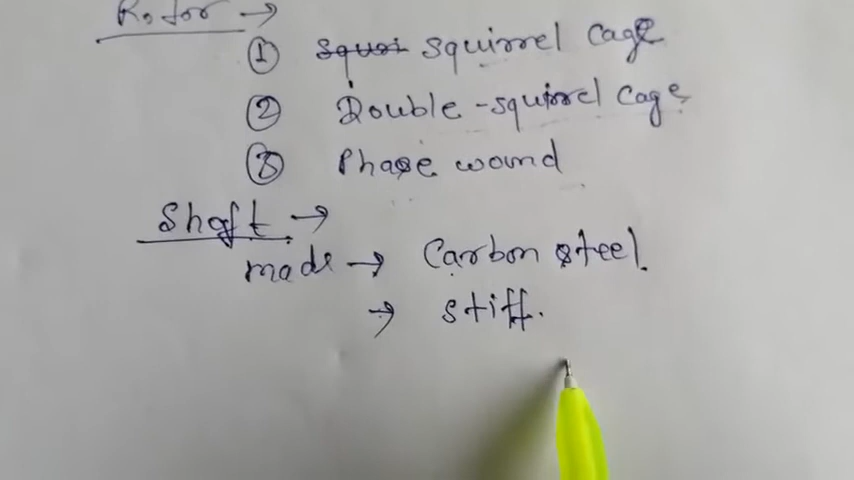 Rotor →
① squirrel cage
② Double-squirrel cage
③ Phase wound
Shaft →
made → Carbon steel.
→ stiff.